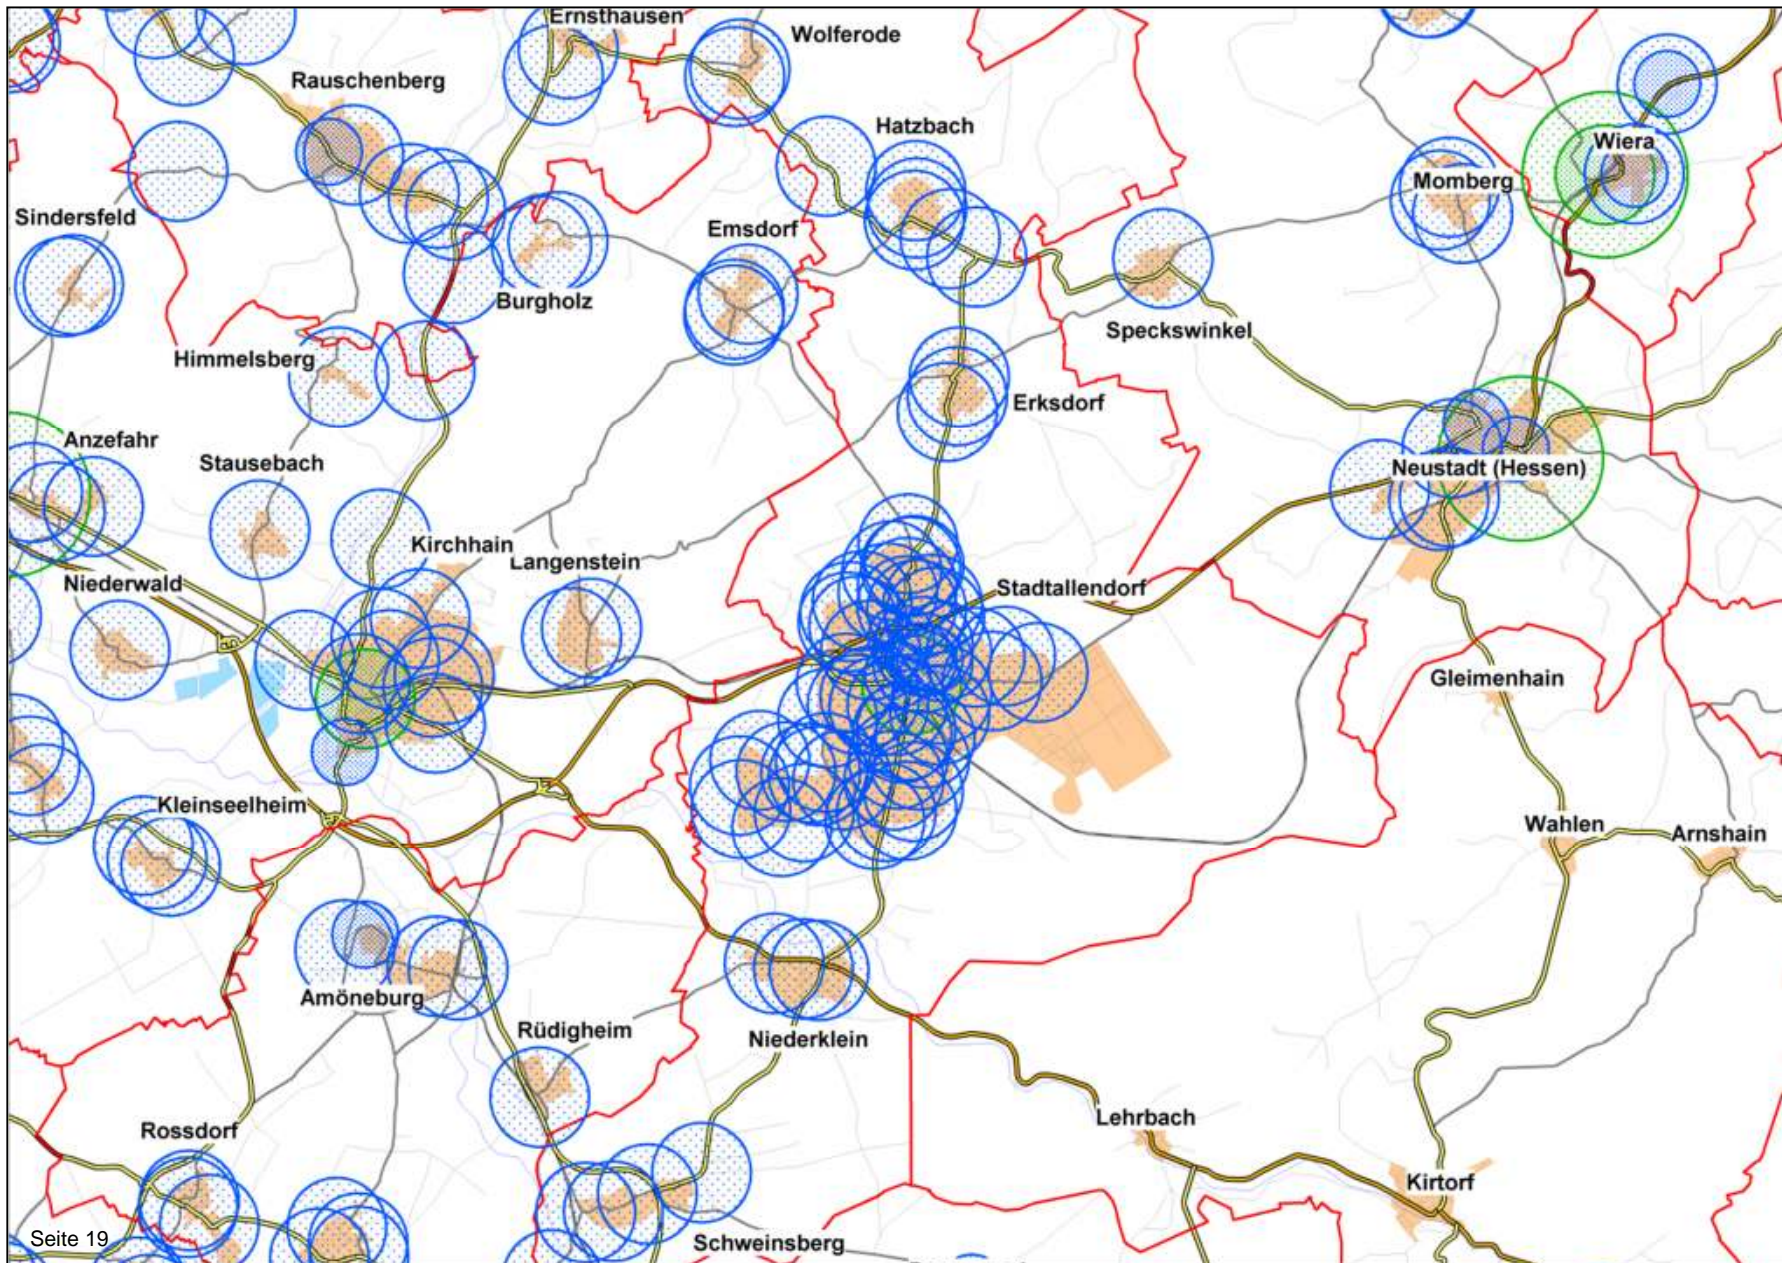 Ernsthausen
Wolferode
Rauschenberg
Hatzbach
Wiera
Momberg
Sindersfeld
Emsdorf
Burgholz
Speckswinkel
Himmelsberg
Erksdorf
Anzefahr
Stausebach
Neustadt (Hessen)
Kirchhain
Langenstein
Niederwald
Stadtallendorf
Gleimenhain
Kleinseelheim
Wahlen
Arnshain
Amöneburg
Rüdigheim
Niederklein
Lehrbach
Rossdorf
Kirtorf
Seite 19
Schweinsberg